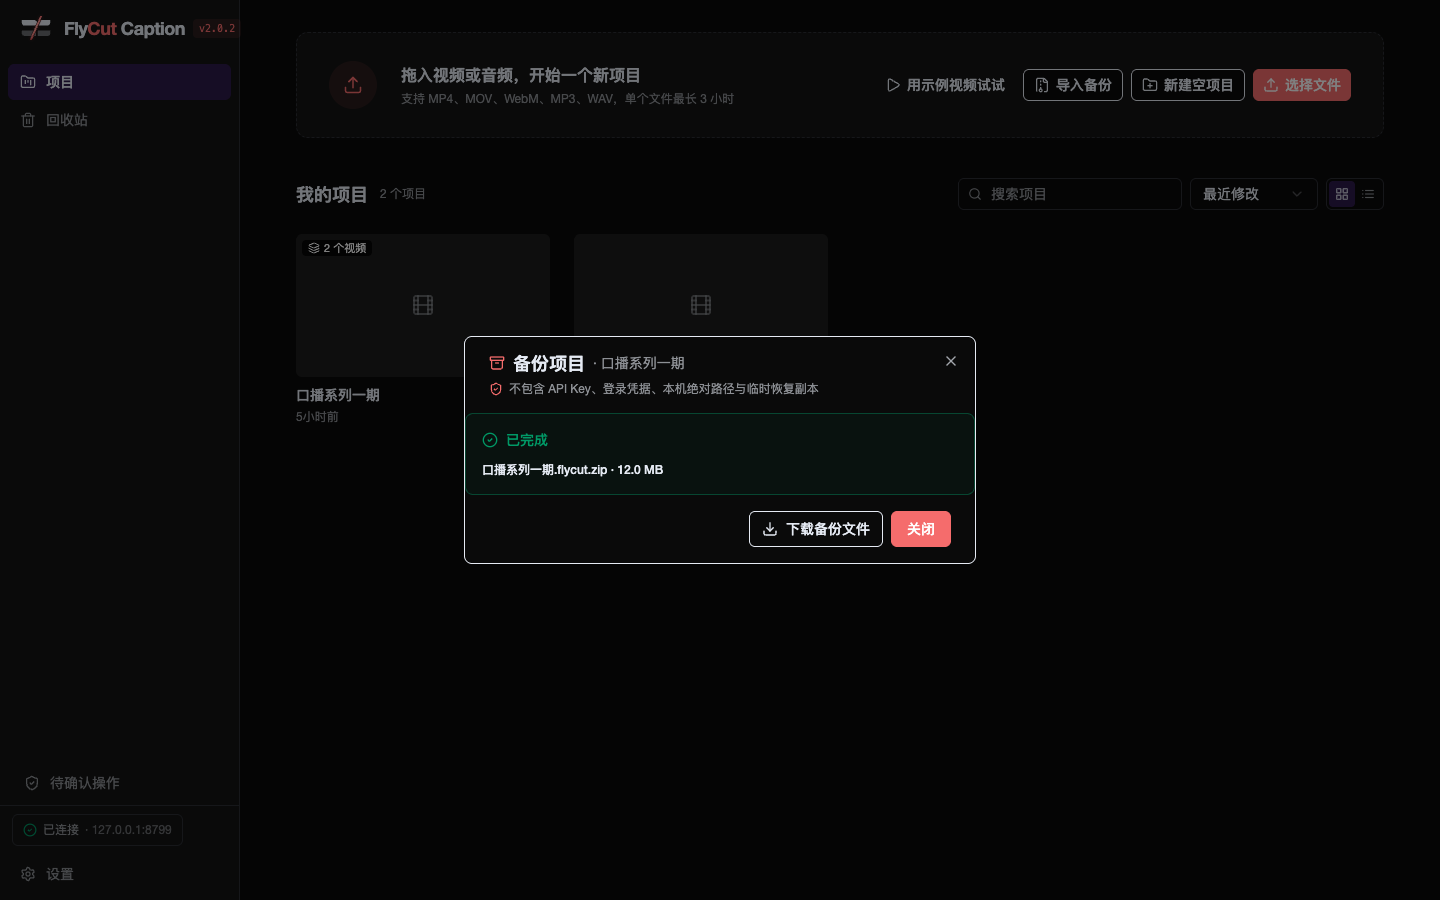 FlyCut Caption v2.0.2
项目
回收站
拖入视频或音频，开始一个新项目
支持 MP4、MOV、WebM、MP3、WAV，单个文件最长 3 小时
用示例视频试试
导入备份
新建空项目
选择文件
我的项目 2 个项目
搜索项目
最近修改
2 个视频
口播系列一期
5小时前
备份项目 · 口播系列一期
不包含 API Key、登录凭据、本机绝对路径与临时恢复副本
已完成
口播系列一期.flycut.zip · 12.0 MB
下载备份文件
关闭
待确认操作
已连接 · 127.0.0.1:8799
设置